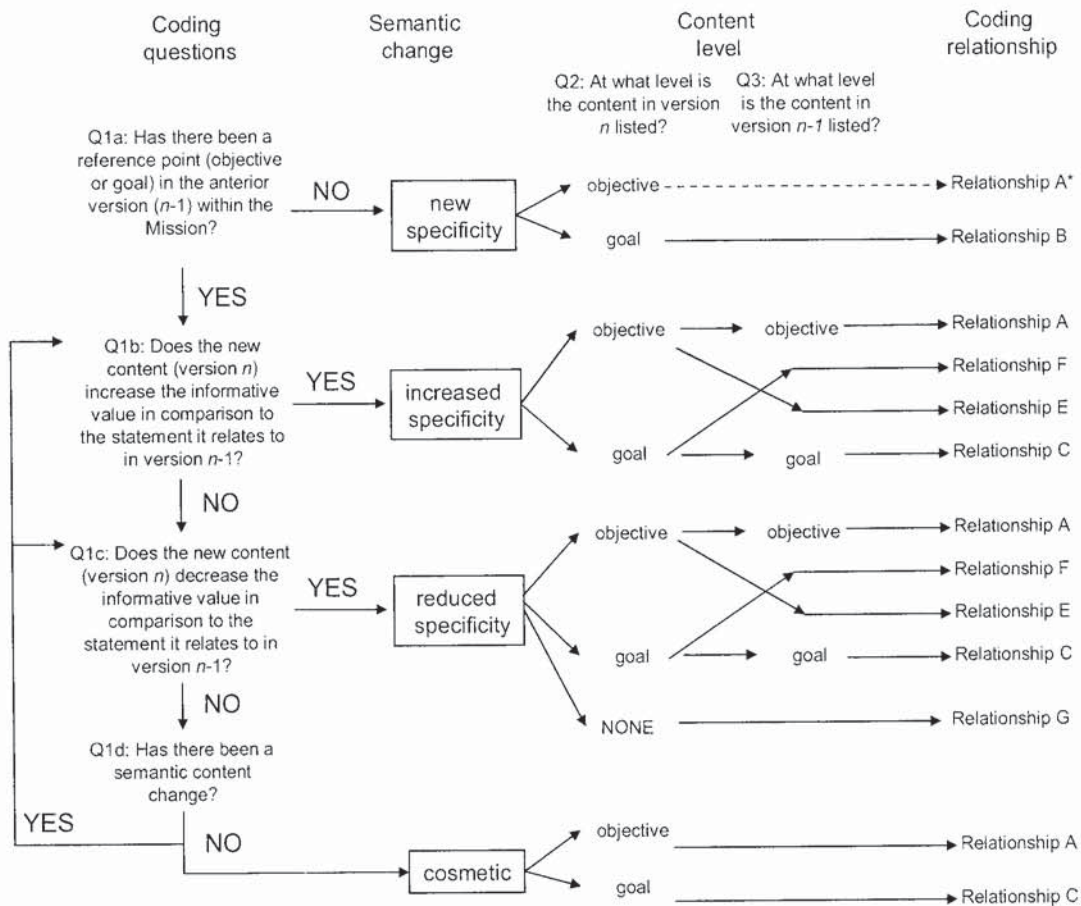 Coding
questions
Semantic
change
Content
level
Coding
relationship
Q2: At what level is
the content in version
n listed?
Q3: At what level
is the content in
version n-1 listed?
Q1a: Has there been a
reference point (objective
or goal) in the anterior
version (n-1) within the
Mission?
NO
new
specificity
objective
Relationship A*
goal
Relationship B
YES
Q1b: Does the new
content (version n)
increase the informative
value in comparison to
the statement it relates to
in version n-1?
YES
increased
specificity
objective
objective
Relationship A
Relationship F
Relationship E
goal
goal
Relationship C
NO
Q1c: Does the new content
(version n) decrease the
informative value in
comparison to the
statement it relates to in
version n-1?
YES
reduced
specificity
objective
objective
Relationship A
Relationship F
Relationship E
goal
goal
Relationship C
NONE
Relationship G
NO
Q1d: Has there been a
semantic content
change?
YES
NO
cosmetic
objective
Relationship A
goal
Relationship C